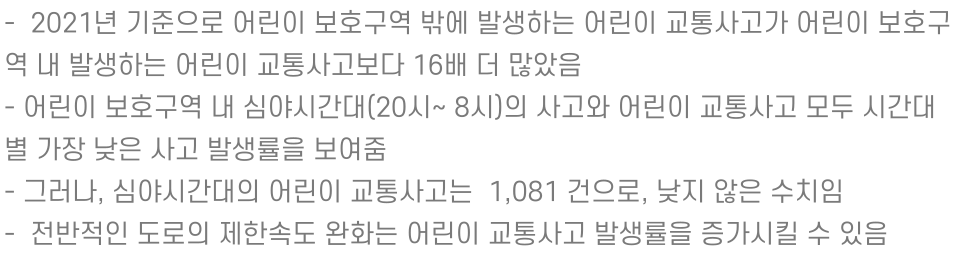 -  2021년 기준으로 어린이 보호구역 밖에 발생하는 어린이 교통사고가 어린이 보호구
역 내 발생하는 어린이 교통사고보다 16배 더 많았음
- 어린이 보호구역 내 심야시간대(20시~ 8시)의 사고와 어린이 교통사고 모두 시간대
별 가장 낮은 사고 발생률을 보여줌
- 그러나, 심야시간대의 어린이 교통사고는  1,081 건으로, 낮지 않은 수치임
-  전반적인 도로의 제한속도 완화는 어린이 교통사고 발생률을 증가시킬 수 있음